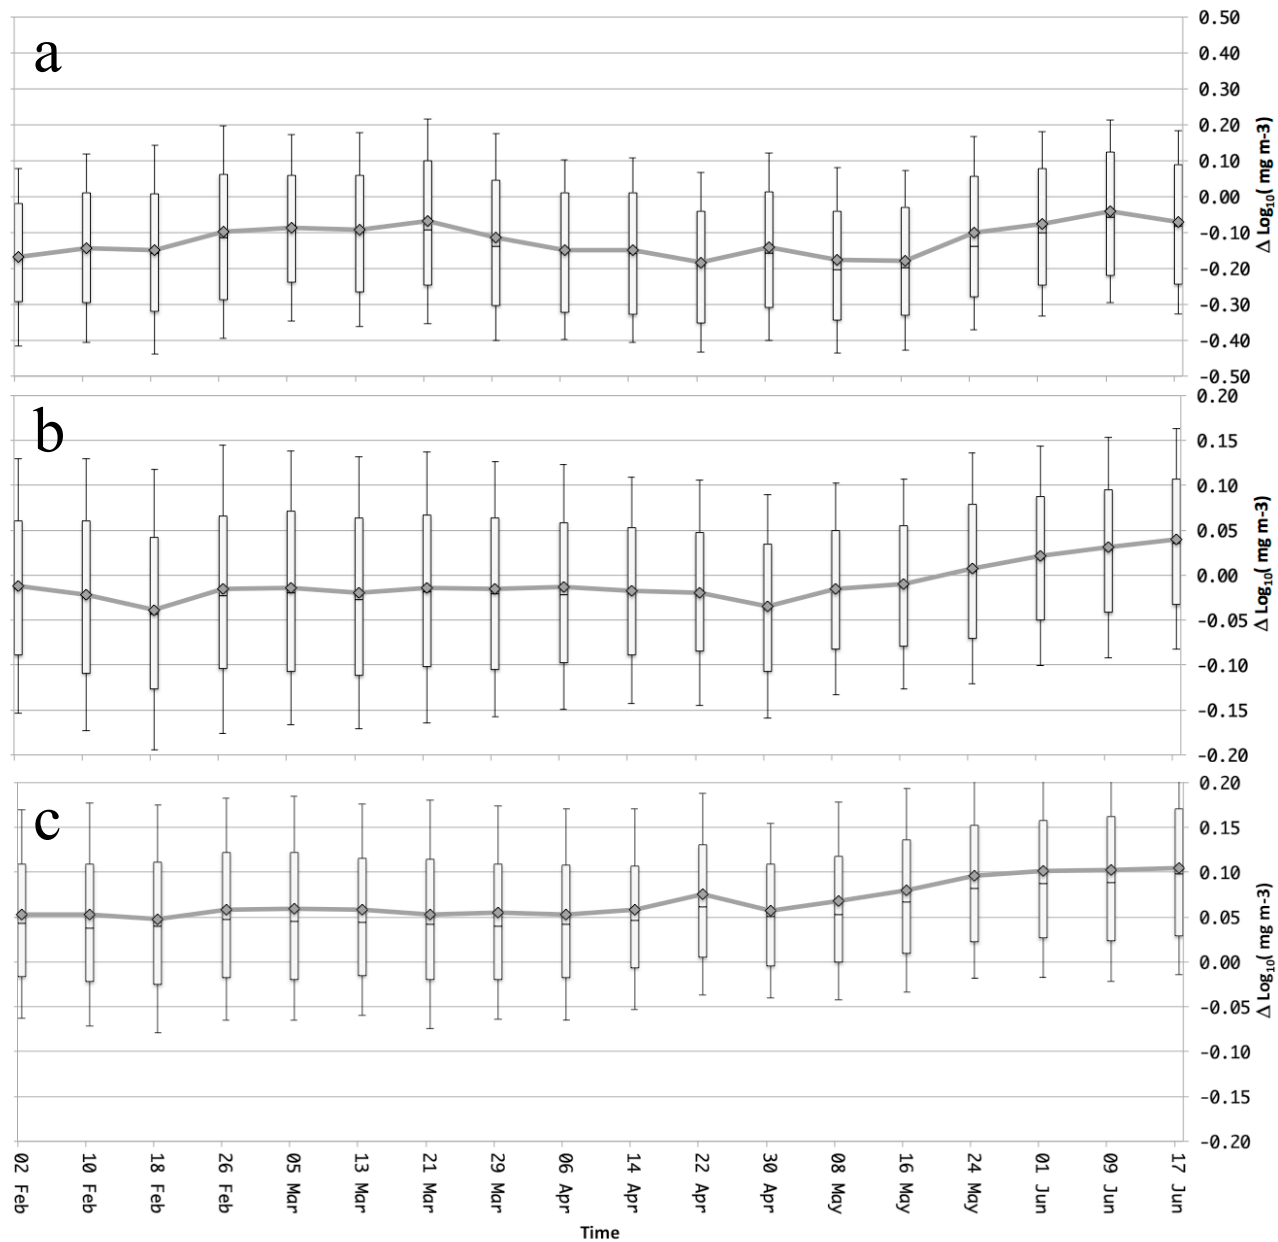 a
0.50
0.40
0.30
0.20
0.10
0.00
-0.10
-0.20
-0.30
-0.40
-0.50
Δ Log10( mg m-3)
b
0.20
0.15
0.10
0.05
0.00
-0.05
-0.10
-0.15
-0.20
Δ Log10( mg m-3)
c
0.20
0.15
0.10
0.05
0.00
-0.05
-0.10
-0.15
-0.20
Δ Log10( mg m-3)
02 Feb
10 Feb
18 Feb
26 Feb
05 Mar
13 Mar
21 Mar
29 Mar
06 Apr
14 Apr
22 Apr
30 Apr
08 May
16 May
24 May
01 Jun
09 Jun
17 Jun
Time